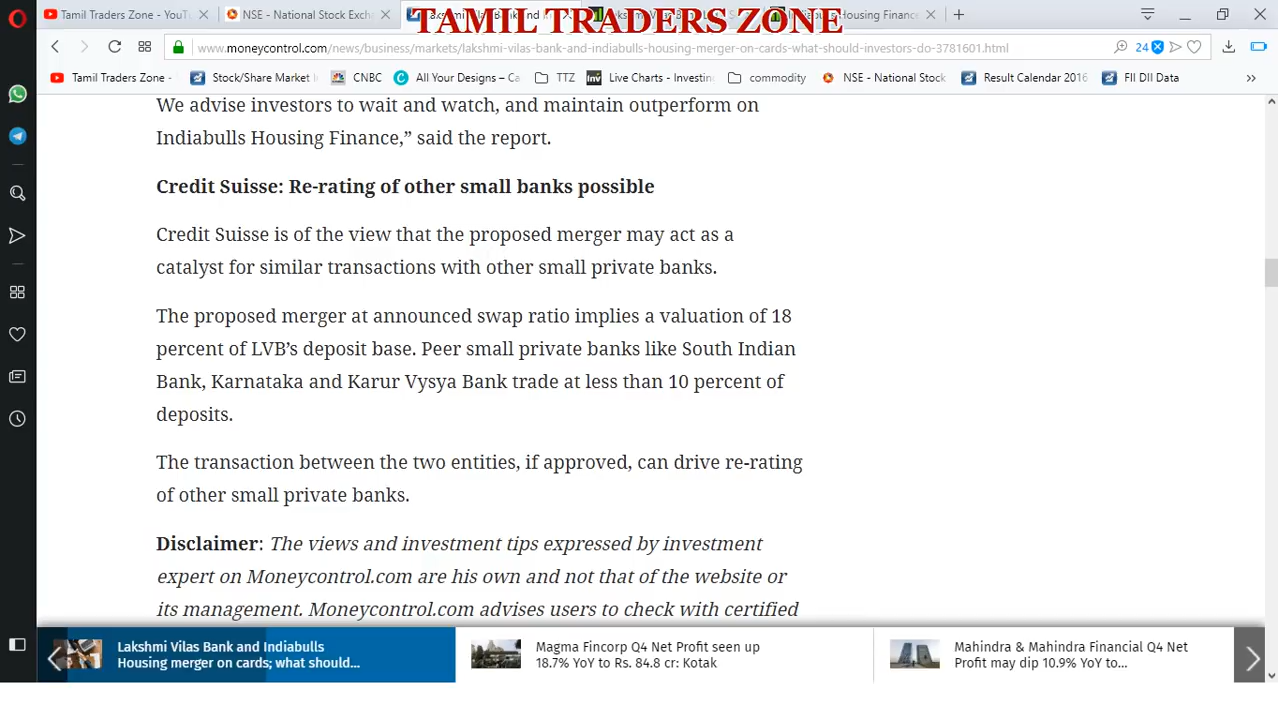 TAMIL TRADERS ZONE
Tamil Traders Zone - YouT
NSE - National Stock Excha
Housing Finance
www.moneycontrol.com/news/business/markets/lakshmi-vilas-bank-and-indiabulls-housing-merger-on-cards-what-should-investors-do-3781601.html
24
Tamil Traders Zone -
Stock/Share Market
CNBC
All Your Designs – Ca
TTZ
Live Charts - Investin
commodity
NSE - National Stock
Result Calendar 2016
FII DII Data
We advise investors to wait and watch, and maintain outperform on
Indiabulls Housing Finance,” said the report.
Credit Suisse: Re-rating of other small banks possible
Credit Suisse is of the view that the proposed merger may act as a
catalyst for similar transactions with other small private banks.
The proposed merger at announced swap ratio implies a valuation of 18
percent of LVB’s deposit base. Peer small private banks like South Indian
Bank, Karnataka and Karur Vysya Bank trade at less than 10 percent of
deposits.
The transaction between the two entities, if approved, can drive re-rating
of other small private banks.
Disclaimer: The views and investment tips expressed by investment
expert on Moneycontrol.com are his own and not that of the website or
its management. Moneycontrol.com advises users to check with certified
Lakshmi Vilas Bank and Indiabulls
Housing merger on cards; what should...
Magma Fincorp Q4 Net Profit seen up
18.7% YoY to Rs. 84.8 cr: Kotak
Mahindra & Mahindra Financial Q4 Net
Profit may dip 10.9% YoY to...